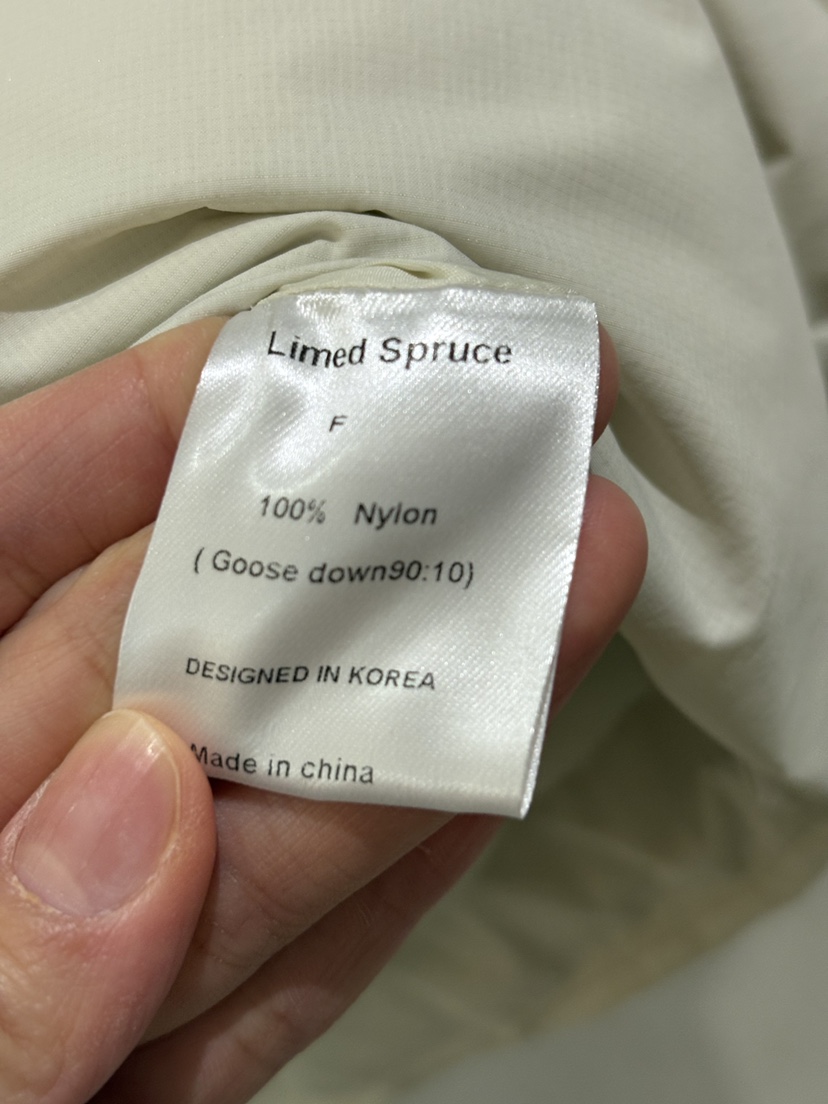 Limed Spruce
F
100% Nylon
( Goose down90:10)
DESIGNED IN KOREA
Made in china